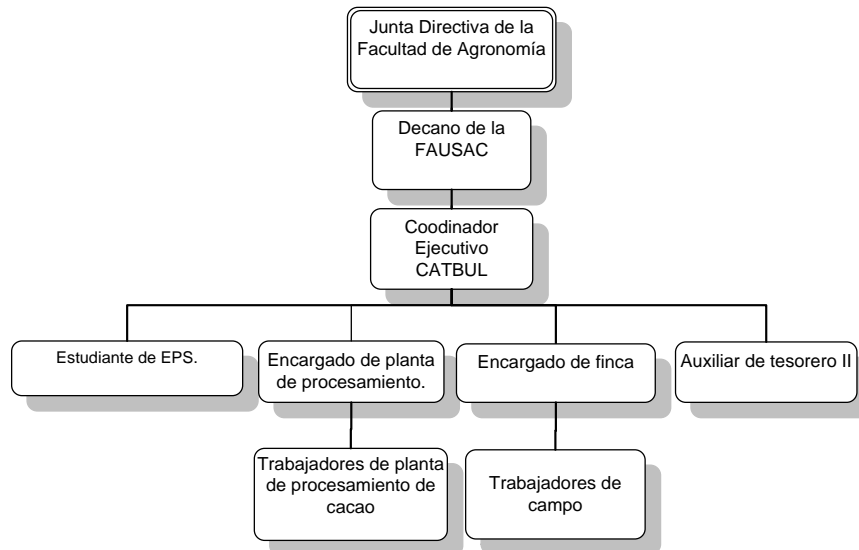 Junta Directiva de la
Facultad de Agronomía
Decano de la
FAUSAC
Coodinador
Ejecutivo
CATBUL
Estudiante de EPS.
Encargado de planta
de procesamiento.
Encargado de finca
Auxiliar de tesorero II
Trabajadores de planta
de procesamiento de
cacao
Trabajadores de
campo